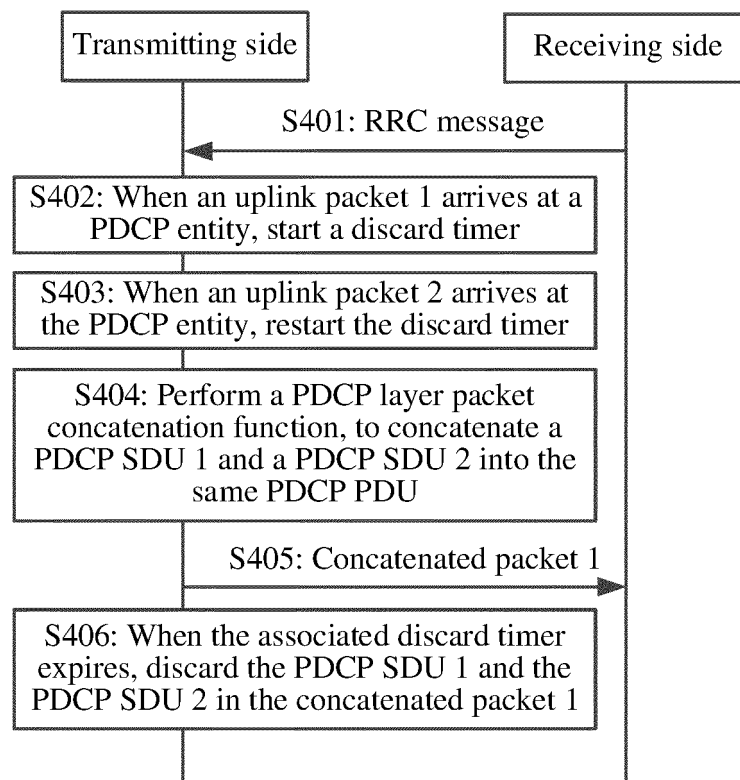 Transmitting side
Receiving side
S401: RRC message
S402: When an uplink packet 1 arrives at a
PDCP entity, start a discard timer
S403: When an uplink packet 2 arrives at
the PDCP entity, restart the discard timer
S404: Perform a PDCP layer packet
concatenation function, to concatenate a
PDCP SDU 1 and a PDCP SDU 2 into the
same PDCP PDU
S405: Concatenated packet 1
S406: When the associated discard timer
expires, discard the PDCP SDU 1 and the
PDCP SDU 2 in the concatenated packet 1